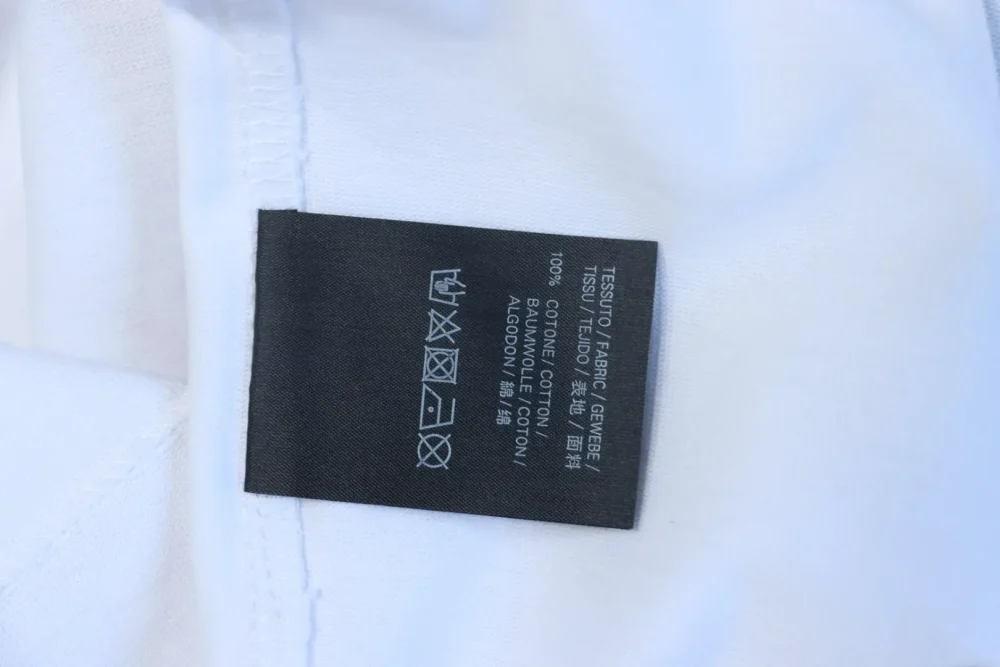 TESSUTO / FABRIC / GEWEBE /
TISSU / TEJIDO / 表地 / 面料
100% COTONE / COTTON /
BAUMWOLLE / COTON /
ALGODON / 綿 / 绵